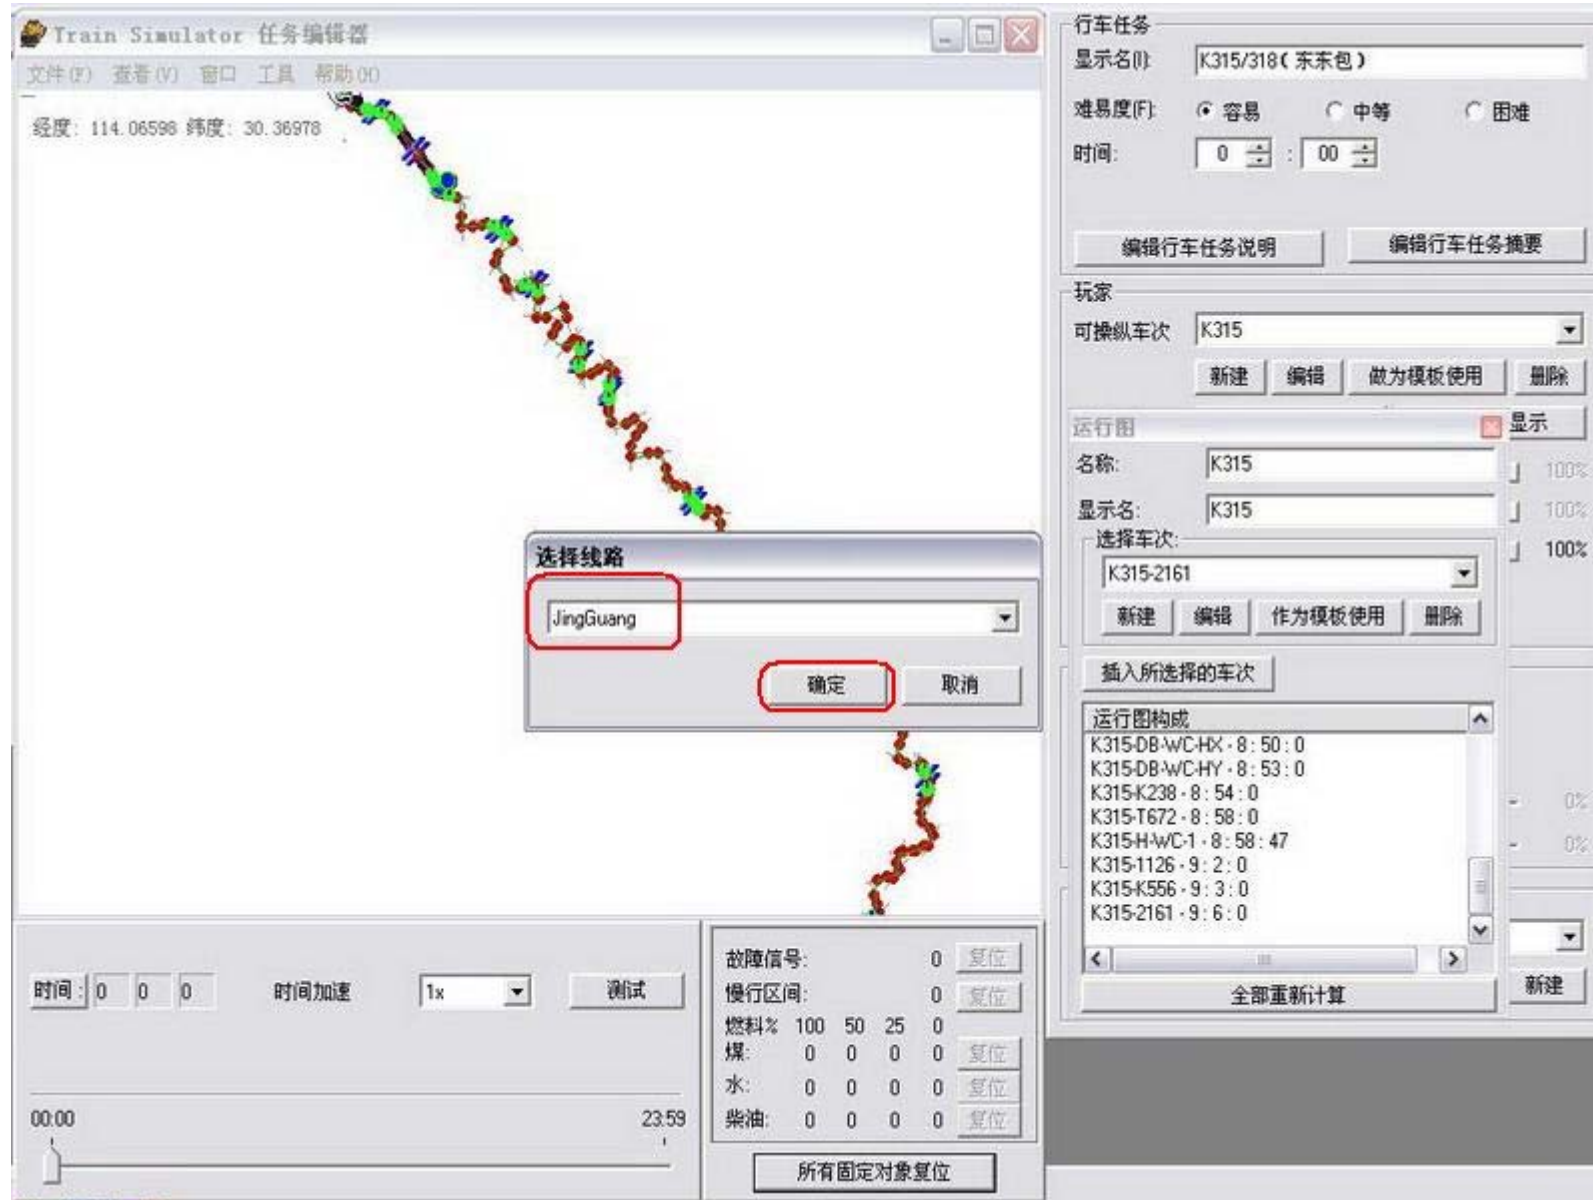 Train Simulator 任务编辑器
文件(F) 查看(V) 窗口 工具 帮助(H)
经度: 114.06598 纬度: 30.36978
选择线路
JingGuang
确定 取消
时间: 0 0 0 时间加速 1x 测试
00:00 23:59
故障信号: 0 复位
慢行区间: 0 复位
燃料% 100 50 25 0
煤: 0 0 0 0 复位
水: 0 0 0 0 复位
柴油: 0 0 0 0 复位
所有固定对象复位
行车任务
显示名(I): K315/318(东东包)
难易度(F): 容易 中等 困难
时间: 0 : 00
编辑行车任务说明 编辑行车任务摘要
玩家
可操纵车次 K315
新建 编辑 做为模板使用 删除
显示
运行图
名称: K315
100%
显示名: K315
100%
选择车次:
100%
K315-2161
新建 编辑 作为模板使用 删除
插入所选择的车次
运行图构成
K315-DB-WC-HX - 8 : 50 : 0
K315-DB-WC-HY - 8 : 53 : 0
K315-K238 - 8 : 54 : 0
0%
K315-T672 - 8 : 58 : 0
K315-H-WC-1 - 8 : 58 : 47
0%
K315-1126 - 9 : 2 : 0
K315-K556 - 9 : 3 : 0
K315-2161 - 9 : 6 : 0
全部重新计算
新建